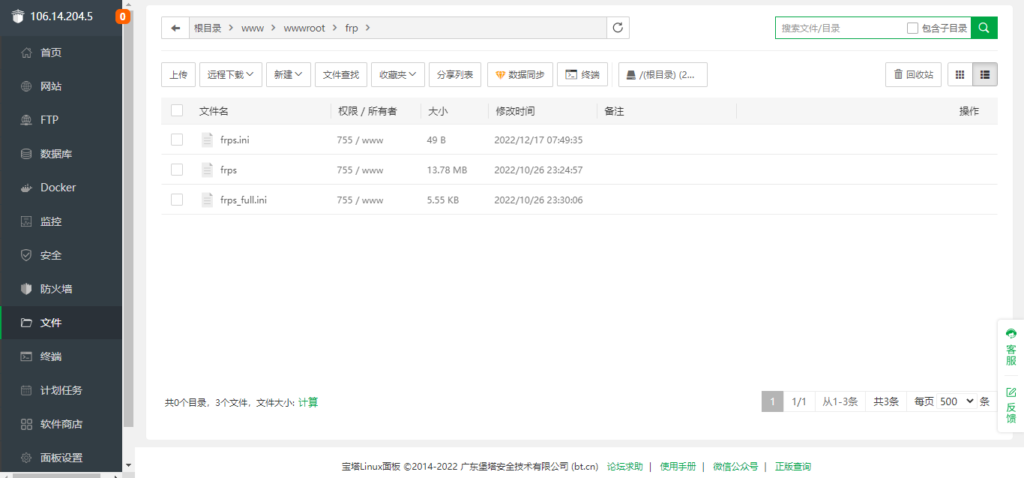 106.14.204.5
0
首页
网站
FTP
数据库
Docker
监控
安全
防火墙
文件
终端
计划任务
软件商店
面板设置
根目录 www wwwroot frp
搜索文件/目录 包含子目录
上传 远程下载 新建 文件查找 收藏夹 分享列表 数据同步 终端 /(根目录) (2... 回收站
文件名 权限 / 所有者 大小 修改时间 备注 操作
frps.ini 755 / www 49 B 2022/12/17 07:49:35
frps 755 / www 13.78 MB 2022/10/26 23:24:57
frps_full.ini 755 / www 5.55 KB 2022/10/26 23:30:06
客服
反馈
共0个目录，3个文件，文件大小: 计算
1 1/1 从1-3条 共3条 每页 500 条
宝塔Linux面板 ©2014-2022 广东堡塔安全技术有限公司 (bt.cn) 论坛求助 | 使用手册 | 微信公众号 | 正版查询